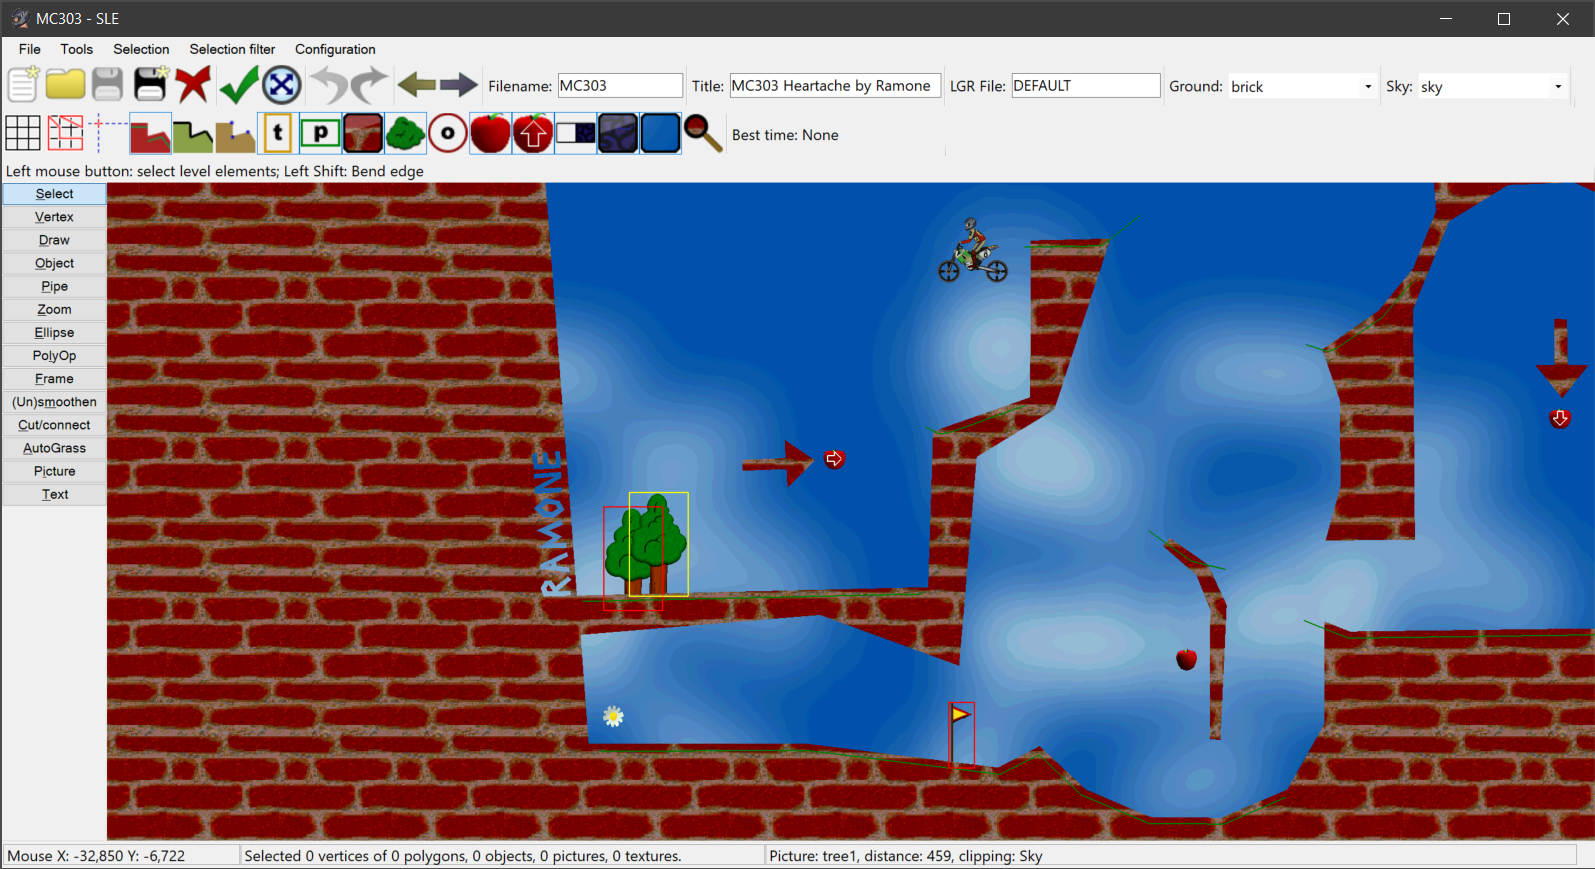 MC303 - SLE
File Tools Selection Selection filter Configuration
Filename: MC303 Title: MC303 Heartache by Ramone LGR File: DEFAULT Ground: brick Sky: sky
t p o Best time: None
Left mouse button: select level elements; Left Shift: Bend edge
Select
Vertex
Draw
Object
Pipe
Zoom
Ellipse
PolyOp
Frame
(Un)smoothen
Cut/connect
AutoGrass
Picture
Text
RAMONE
Mouse X: -32,850 Y: -6,722 Selected 0 vertices of 0 polygons, 0 objects, 0 pictures, 0 textures. Picture: tree1, distance: 459, clipping: Sky